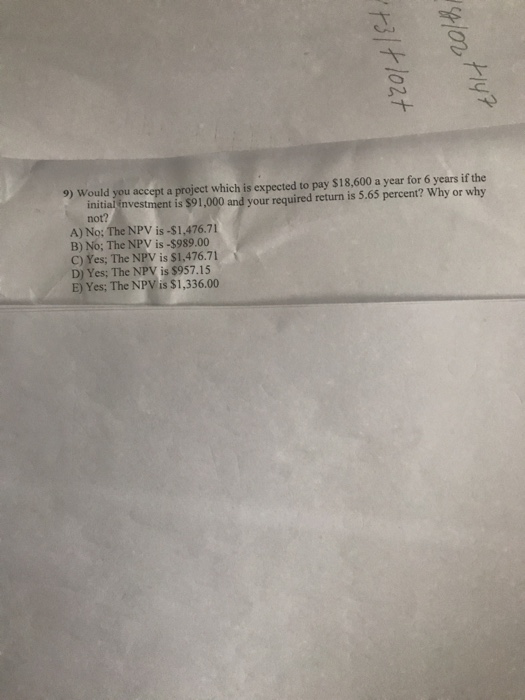 9) Would you accept a project which is expected to pay $18,600 a year for 6 years if the
initial investment is $91,000 and your required return is 5.65 percent? Why or why
not?
A) No; The NPV is -$1,476.71
B) No; The NPV is -$989.00
C) Yes; The NPV is $1,476.71
D) Yes; The NPV is $957.15
E) Yes; The NPV is $1,336.00